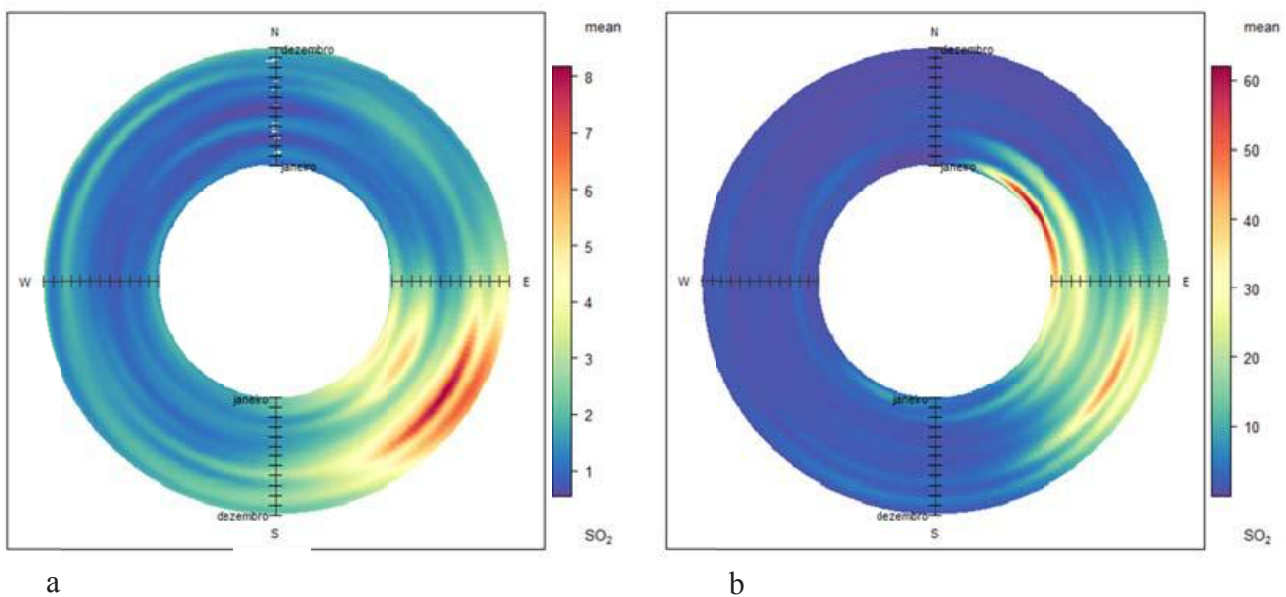 N
dezembro
janeiro
W
E
janeiro
dezembro
S
mean
8
7
6
5
4
3
2
1
SO₂
a
N
dezembro
janeiro
W
E
janeiro
dezembro
S
mean
60
50
40
30
20
10
SO₂
b